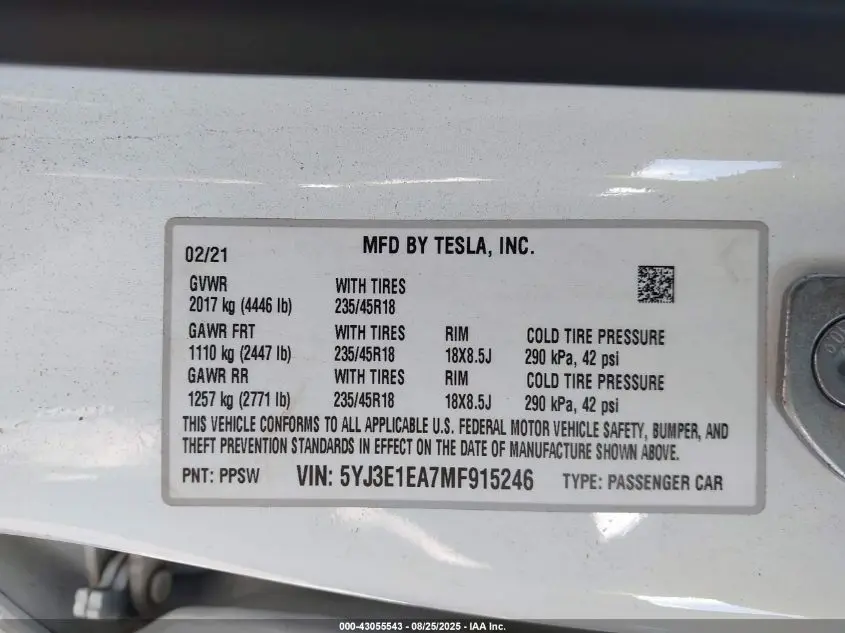 02/21 MFD BY TESLA, INC.
GVWR WITH TIRES
2017 kg (4446 lb) 235/45R18
GAWR FRT WITH TIRES RIM COLD TIRE PRESSURE
1110 kg (2447 lb) 235/45R18 18X8.5J 290 kPa, 42 psi
GAWR RR WITH TIRES RIM COLD TIRE PRESSURE
1257 kg (2771 lb) 235/45R18 18X8.5J 290 kPa, 42 psi
THIS VEHICLE CONFORMS TO ALL APPLICABLE U.S. FEDERAL MOTOR VEHICLE SAFETY, BUMPER, AND
THEFT PREVENTION STANDARDS IN EFFECT ON THE DATE OF MANUFACTURE SHOWN ABOVE.
PNT: PPSW VIN: 5YJ3E1EA7MF915246 TYPE: PASSENGER CAR
000-43055543 - 08/25/2025 - IAA Inc.